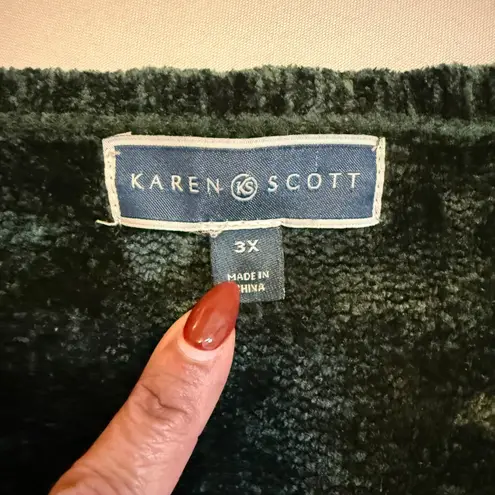 KAREN KS SCOTT
3X
MADE IN
CHINA